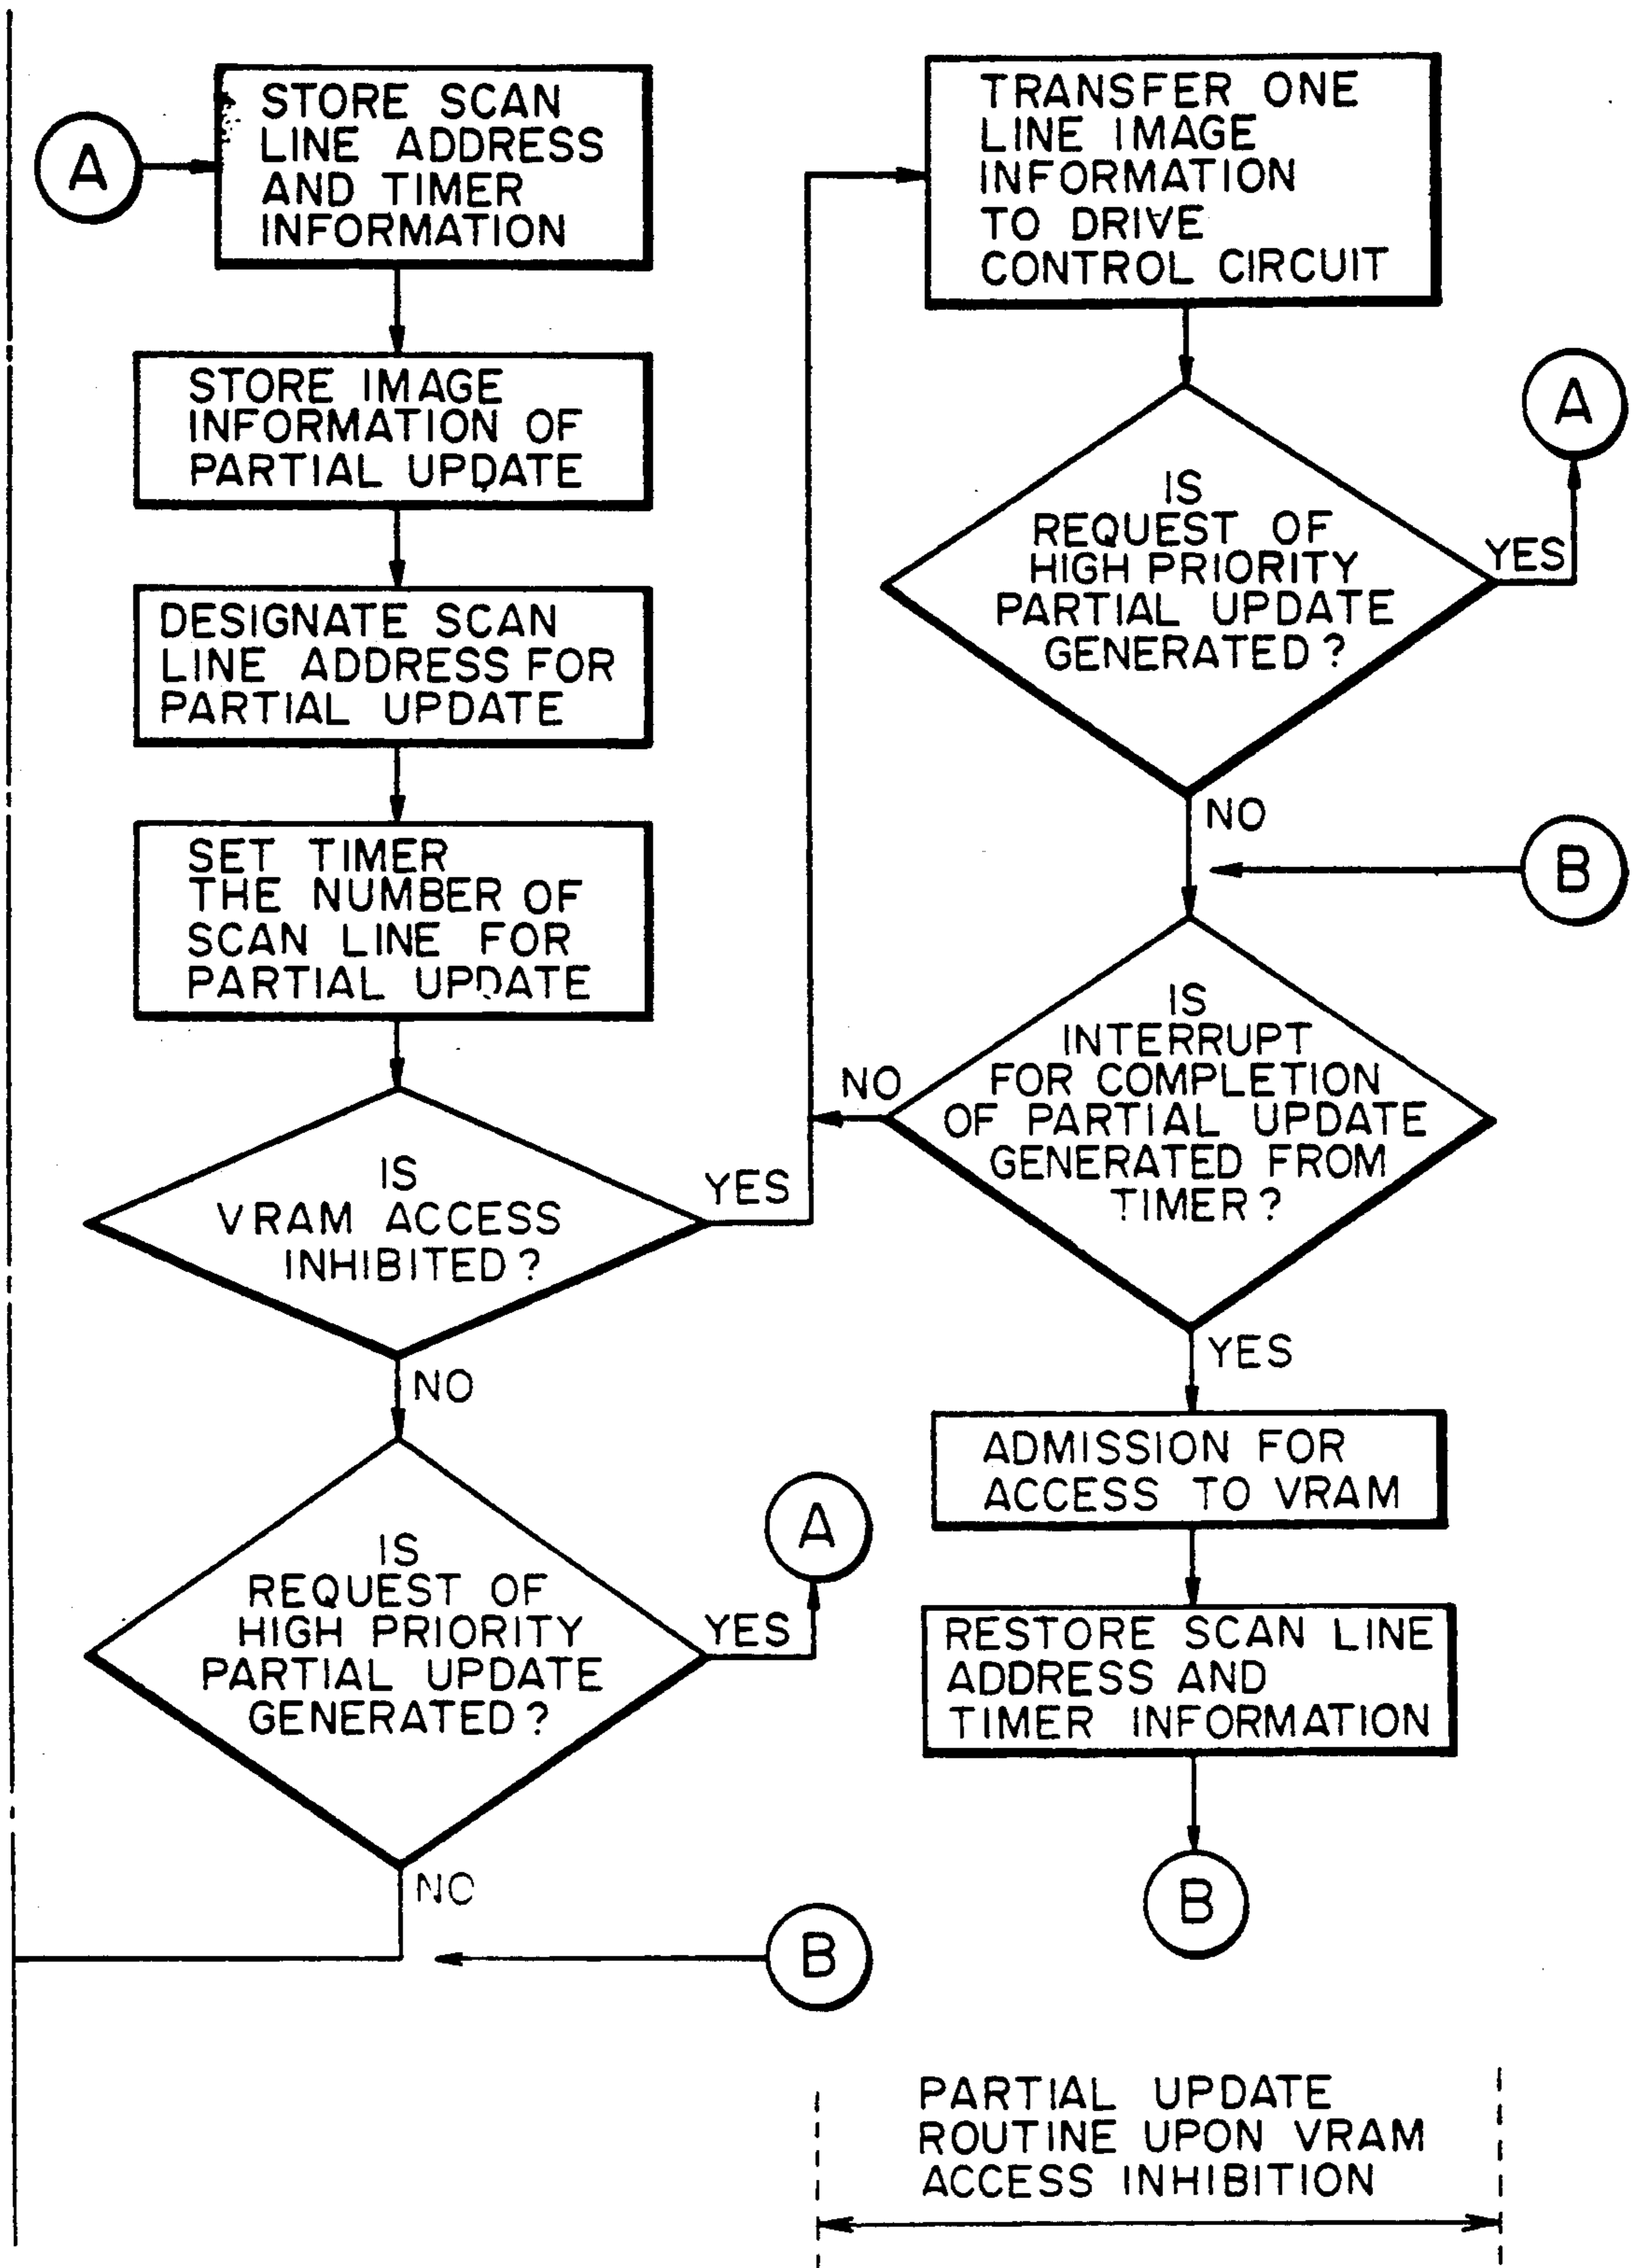 A
STORE SCAN
LINE ADDRESS
AND TIMER
INFORMATION
STORE IMAGE
INFORMATION OF
PARTIAL UPDATE
DESIGNATE SCAN
LINE ADDRESS FOR
PARTIAL UPDATE
SET TIMER
THE NUMBER OF
SCAN LINE FOR
PARTIAL UPDATE
IS
VRAM ACCESS
INHIBITED?
YES
NO
IS
REQUEST OF
HIGH PRIORITY
PARTIAL UPDATE
GENERATED?
YES
A
NO
B
TRANSFER ONE
LINE IMAGE
INFORMATION
TO DRIVE
CONTROL CIRCUIT
IS
REQUEST OF
HIGH PRIORITY
PARTIAL UPDATE
GENERATED?
YES
A
NO
B
IS
INTERRUPT
FOR COMPLETION
OF PARTIAL UPDATE
GENERATED FROM
TIMER?
NO
YES
ADMISSION FOR
ACCESS TO VRAM
RESTORE SCAN LINE
ADDRESS AND
TIMER INFORMATION
B
PARTIAL UPDATE
ROUTINE UPON VRAM
ACCESS INHIBITION